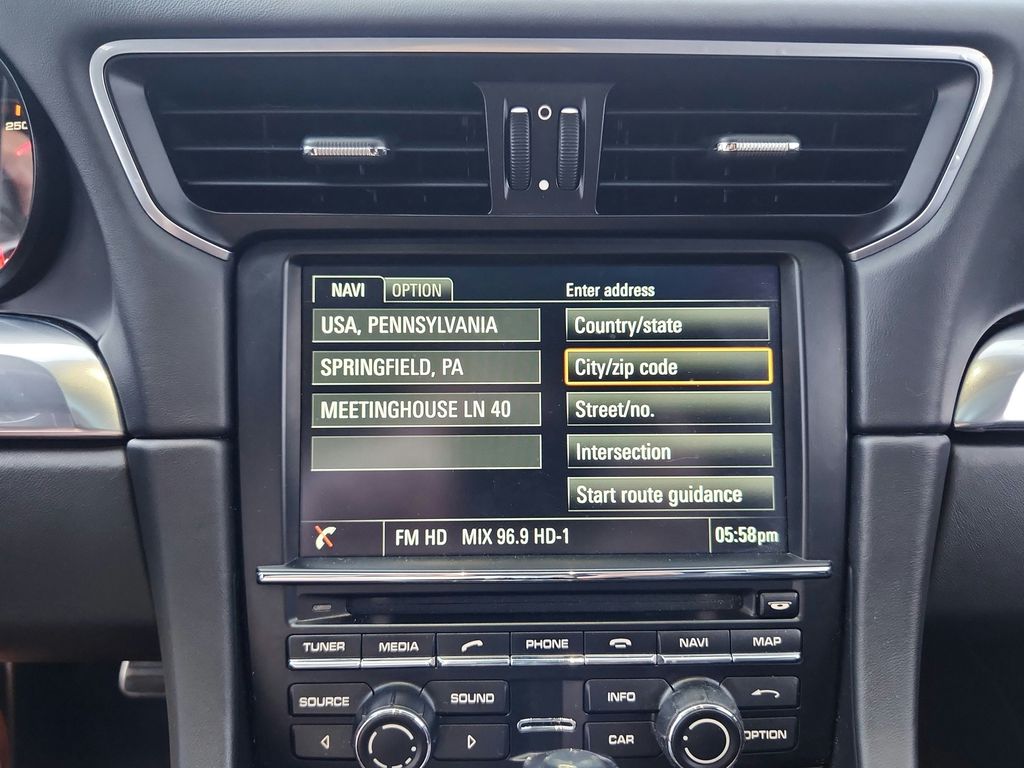 250
NAVI OPTION Enter address
USA, PENNSYLVANIA Country/state
SPRINGFIELD, PA City/zip code
MEETINGHOUSE LN 40 Street/no.
Intersection
Start route guidance
FM HD MIX 96.9 HD-1 05:58pm
TUNER MEDIA PHONE NAVI MAP
SOURCE SOUND INFO
CAR OPTION